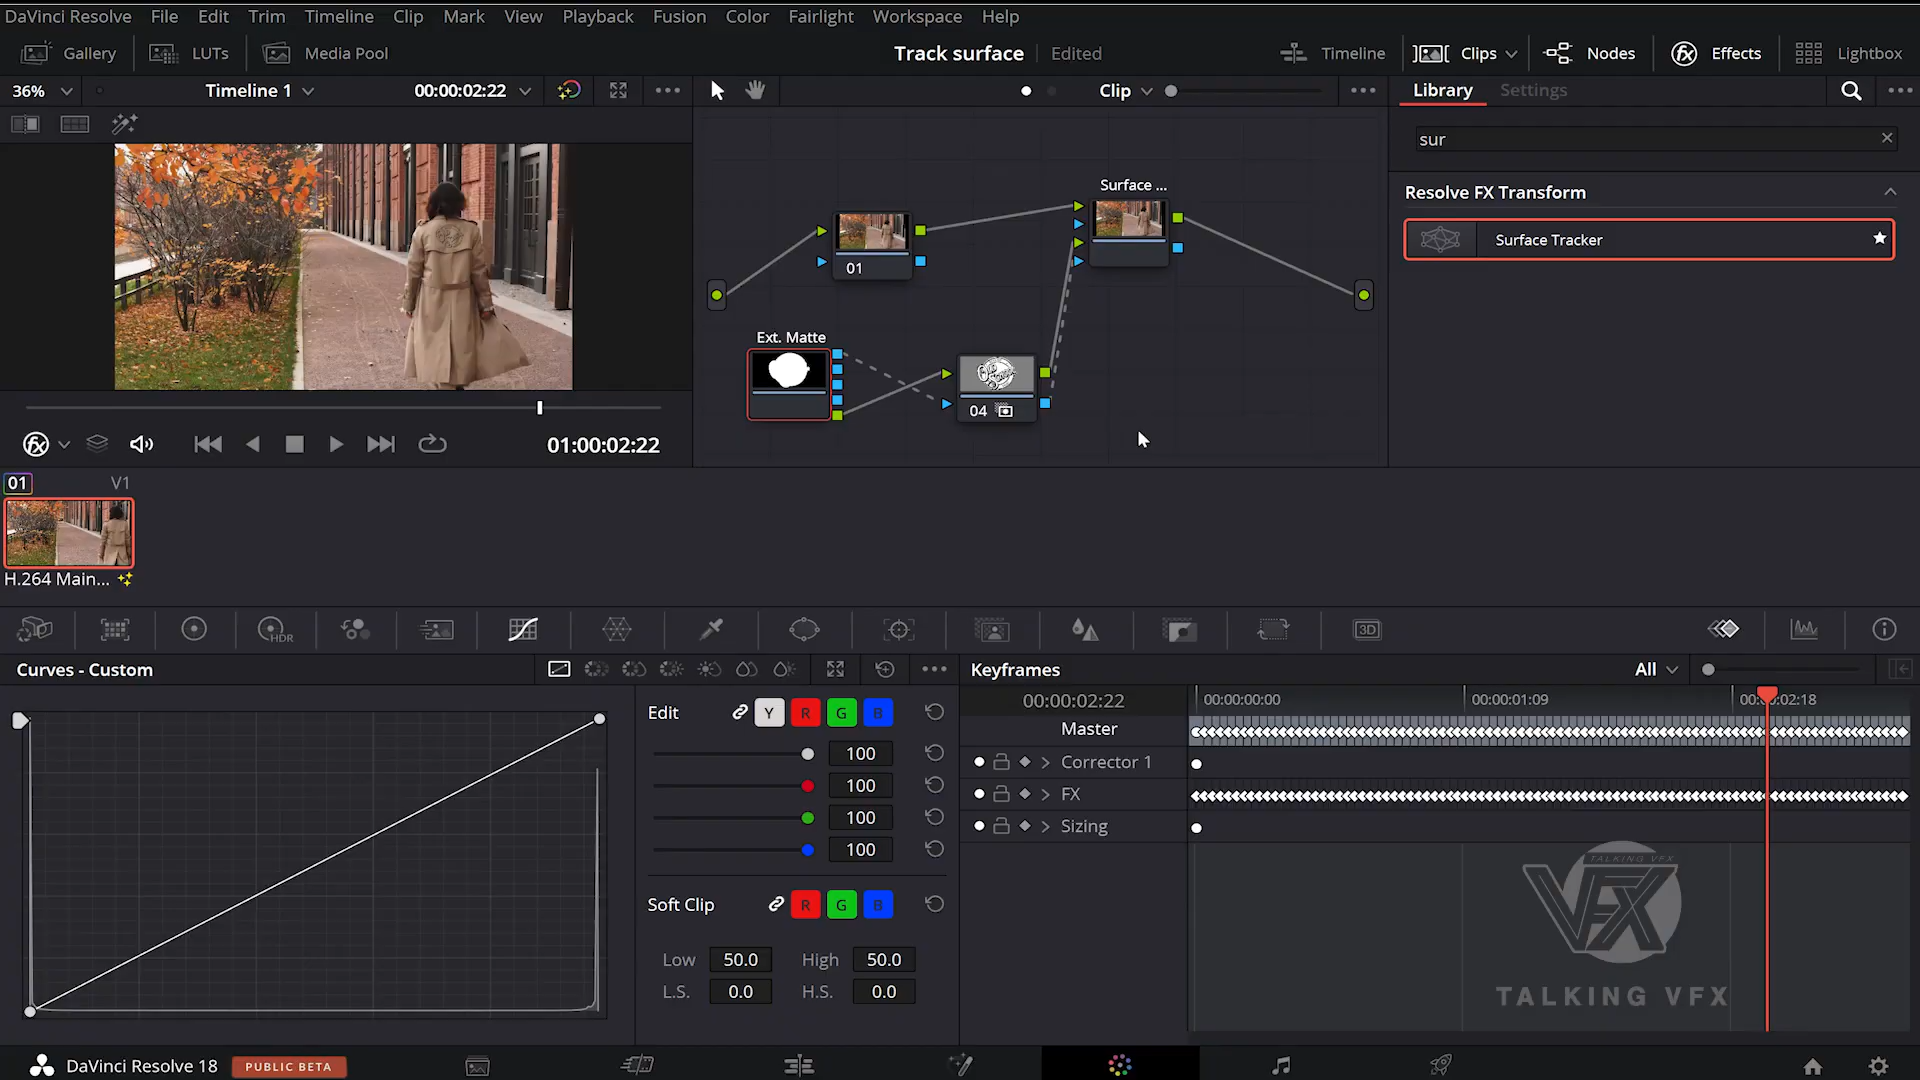 DaVinci Resolve File Edit Trim Timeline Clip Mark View Playback Fusion Color Fairlight Workspace Help
Gallery LUTs Media Pool Track surface Edited Timeline Clips Nodes fx Effects Lightbox
36% Timeline 1 00:00:02:22 Clip Library Settings
sur
Resolve FX Transform
Surface Tracker
Surface ...
01
Ext. Matte
04
fx 01:00:02:22
01 V1
H.264 Main...
HDR 3D
Curves - Custom Keyframes All
Edit Y R G B
100
100
100
100
Soft Clip R G B
Low 50.0 High 50.0
L.S. 0.0 H.S. 0.0
00:00:02:22 00:00:00:00 00:00:01:09 00:00:02:18
Master
Corrector 1
FX
Sizing
TALKING VFX
VFX
TALKING VFX
DaVinci Resolve 18 PUBLIC BETA